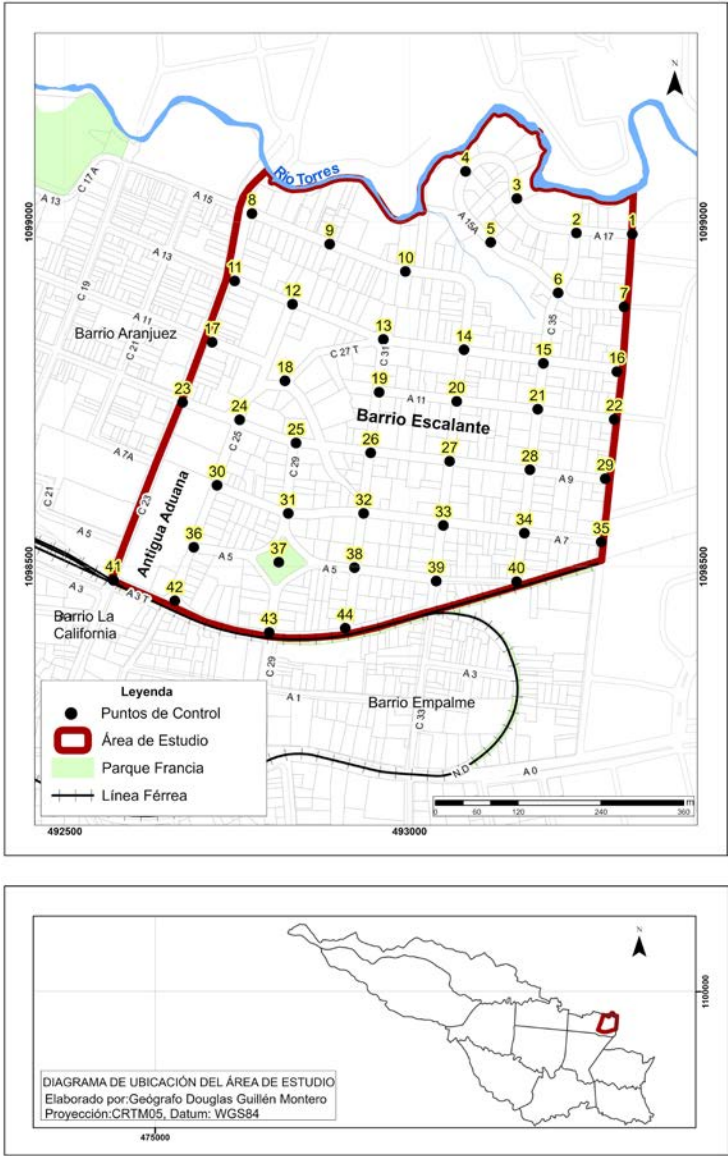 N
Río Torres
C 17A
A 13
A 15
4
3
A 15A
5
2
A 17
1
8
9
10
1099000
1099000
A 13
11
12
6
7
C 19
A 11
Barrio Aranjuez
C 21
17
C 27 T
13
C 31
14
C 35
15
16
18
19
A 11
20
21
22
23
24
C 25
Barrio Escalante
25
C 29
26
27
28
A 9
29
A 7A
C 21
C 23
Antigua Aduana
30
31
32
33
34
A 7
35
A 5
36
A 5
37
A 5
38
39
40
1098500
1098500
41
A 3
A 3 T
42
43
44
Barrio La
California
C 29
A 1
A 3
Barrio Empalme
C 33
N.D
A 0
Leyenda
Puntos de Control
Área de Estudio
Parque Francia
Línea Férrea
0 40 80 120 240 360 m
492500
493000
N
1100000
DIAGRAMA DE UBICACIÓN DEL ÁREA DE ESTUDIO
Elaborado por:Geógrafo Douglas Guillén Montero
Proyección:CRTM05, Datum: WGS84
475000